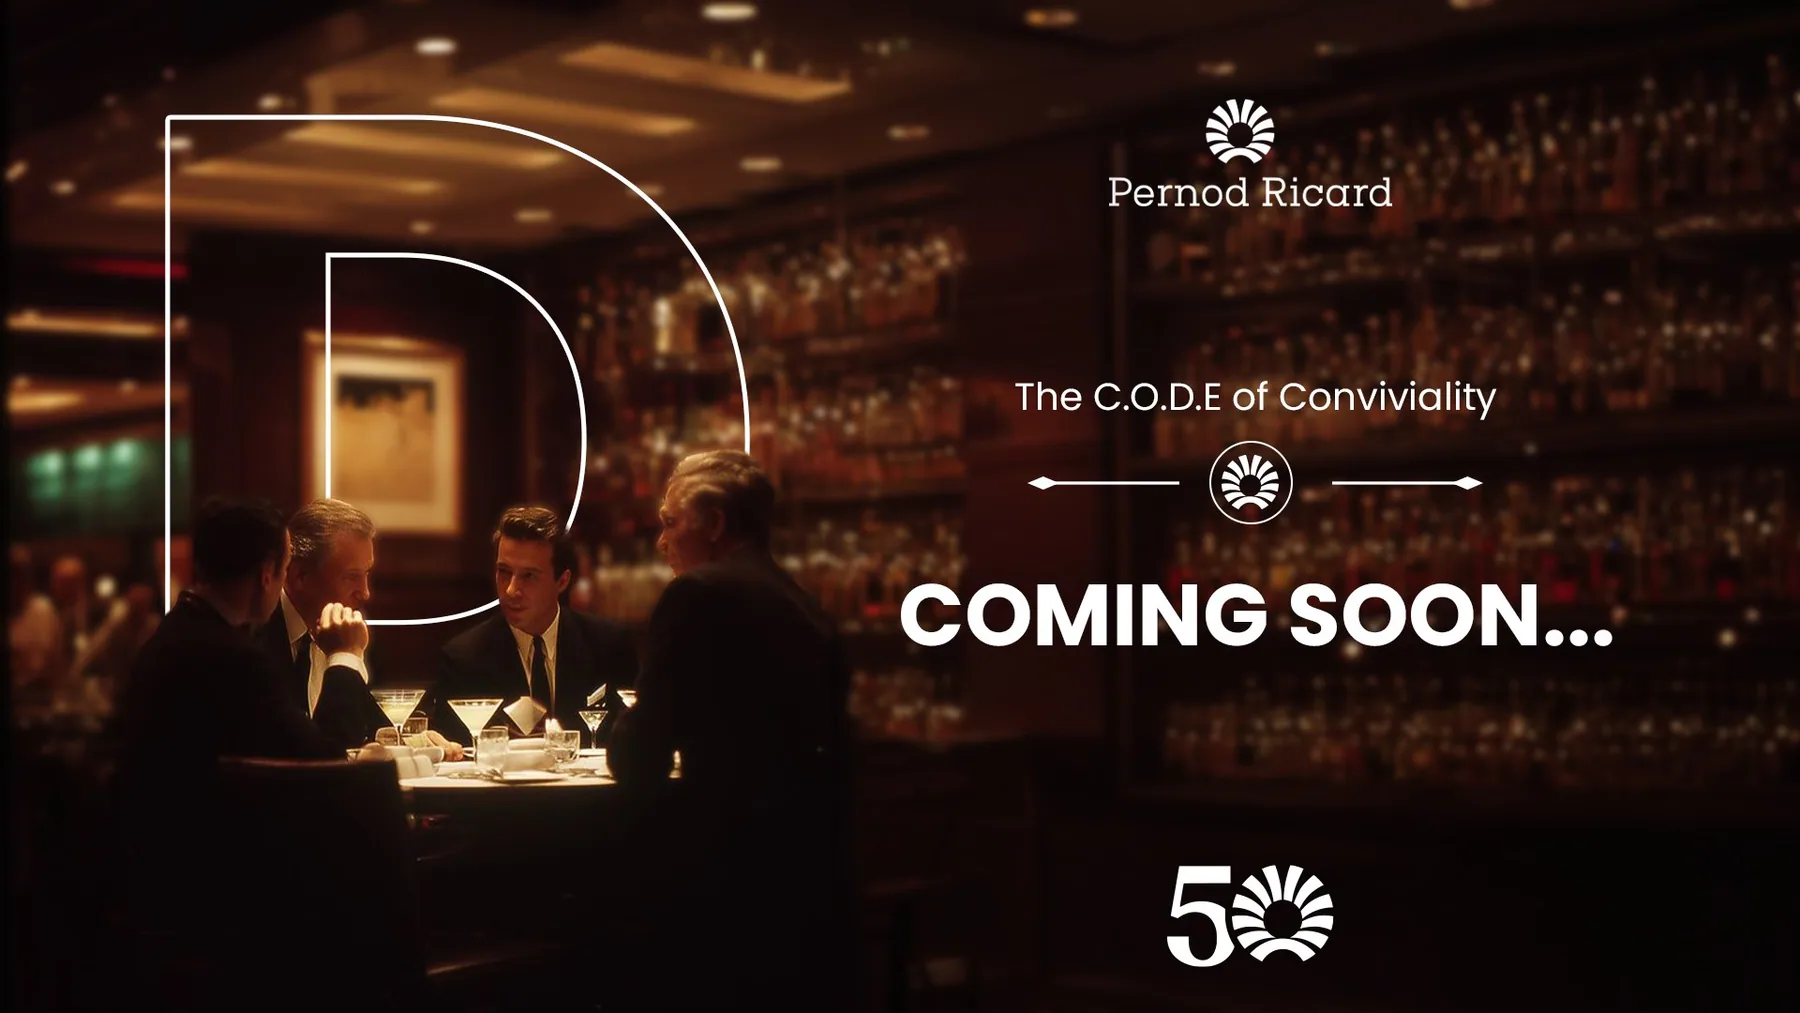 D
Pernod Ricard
The C.O.D.E of Conviviality
COMING SOON...
50